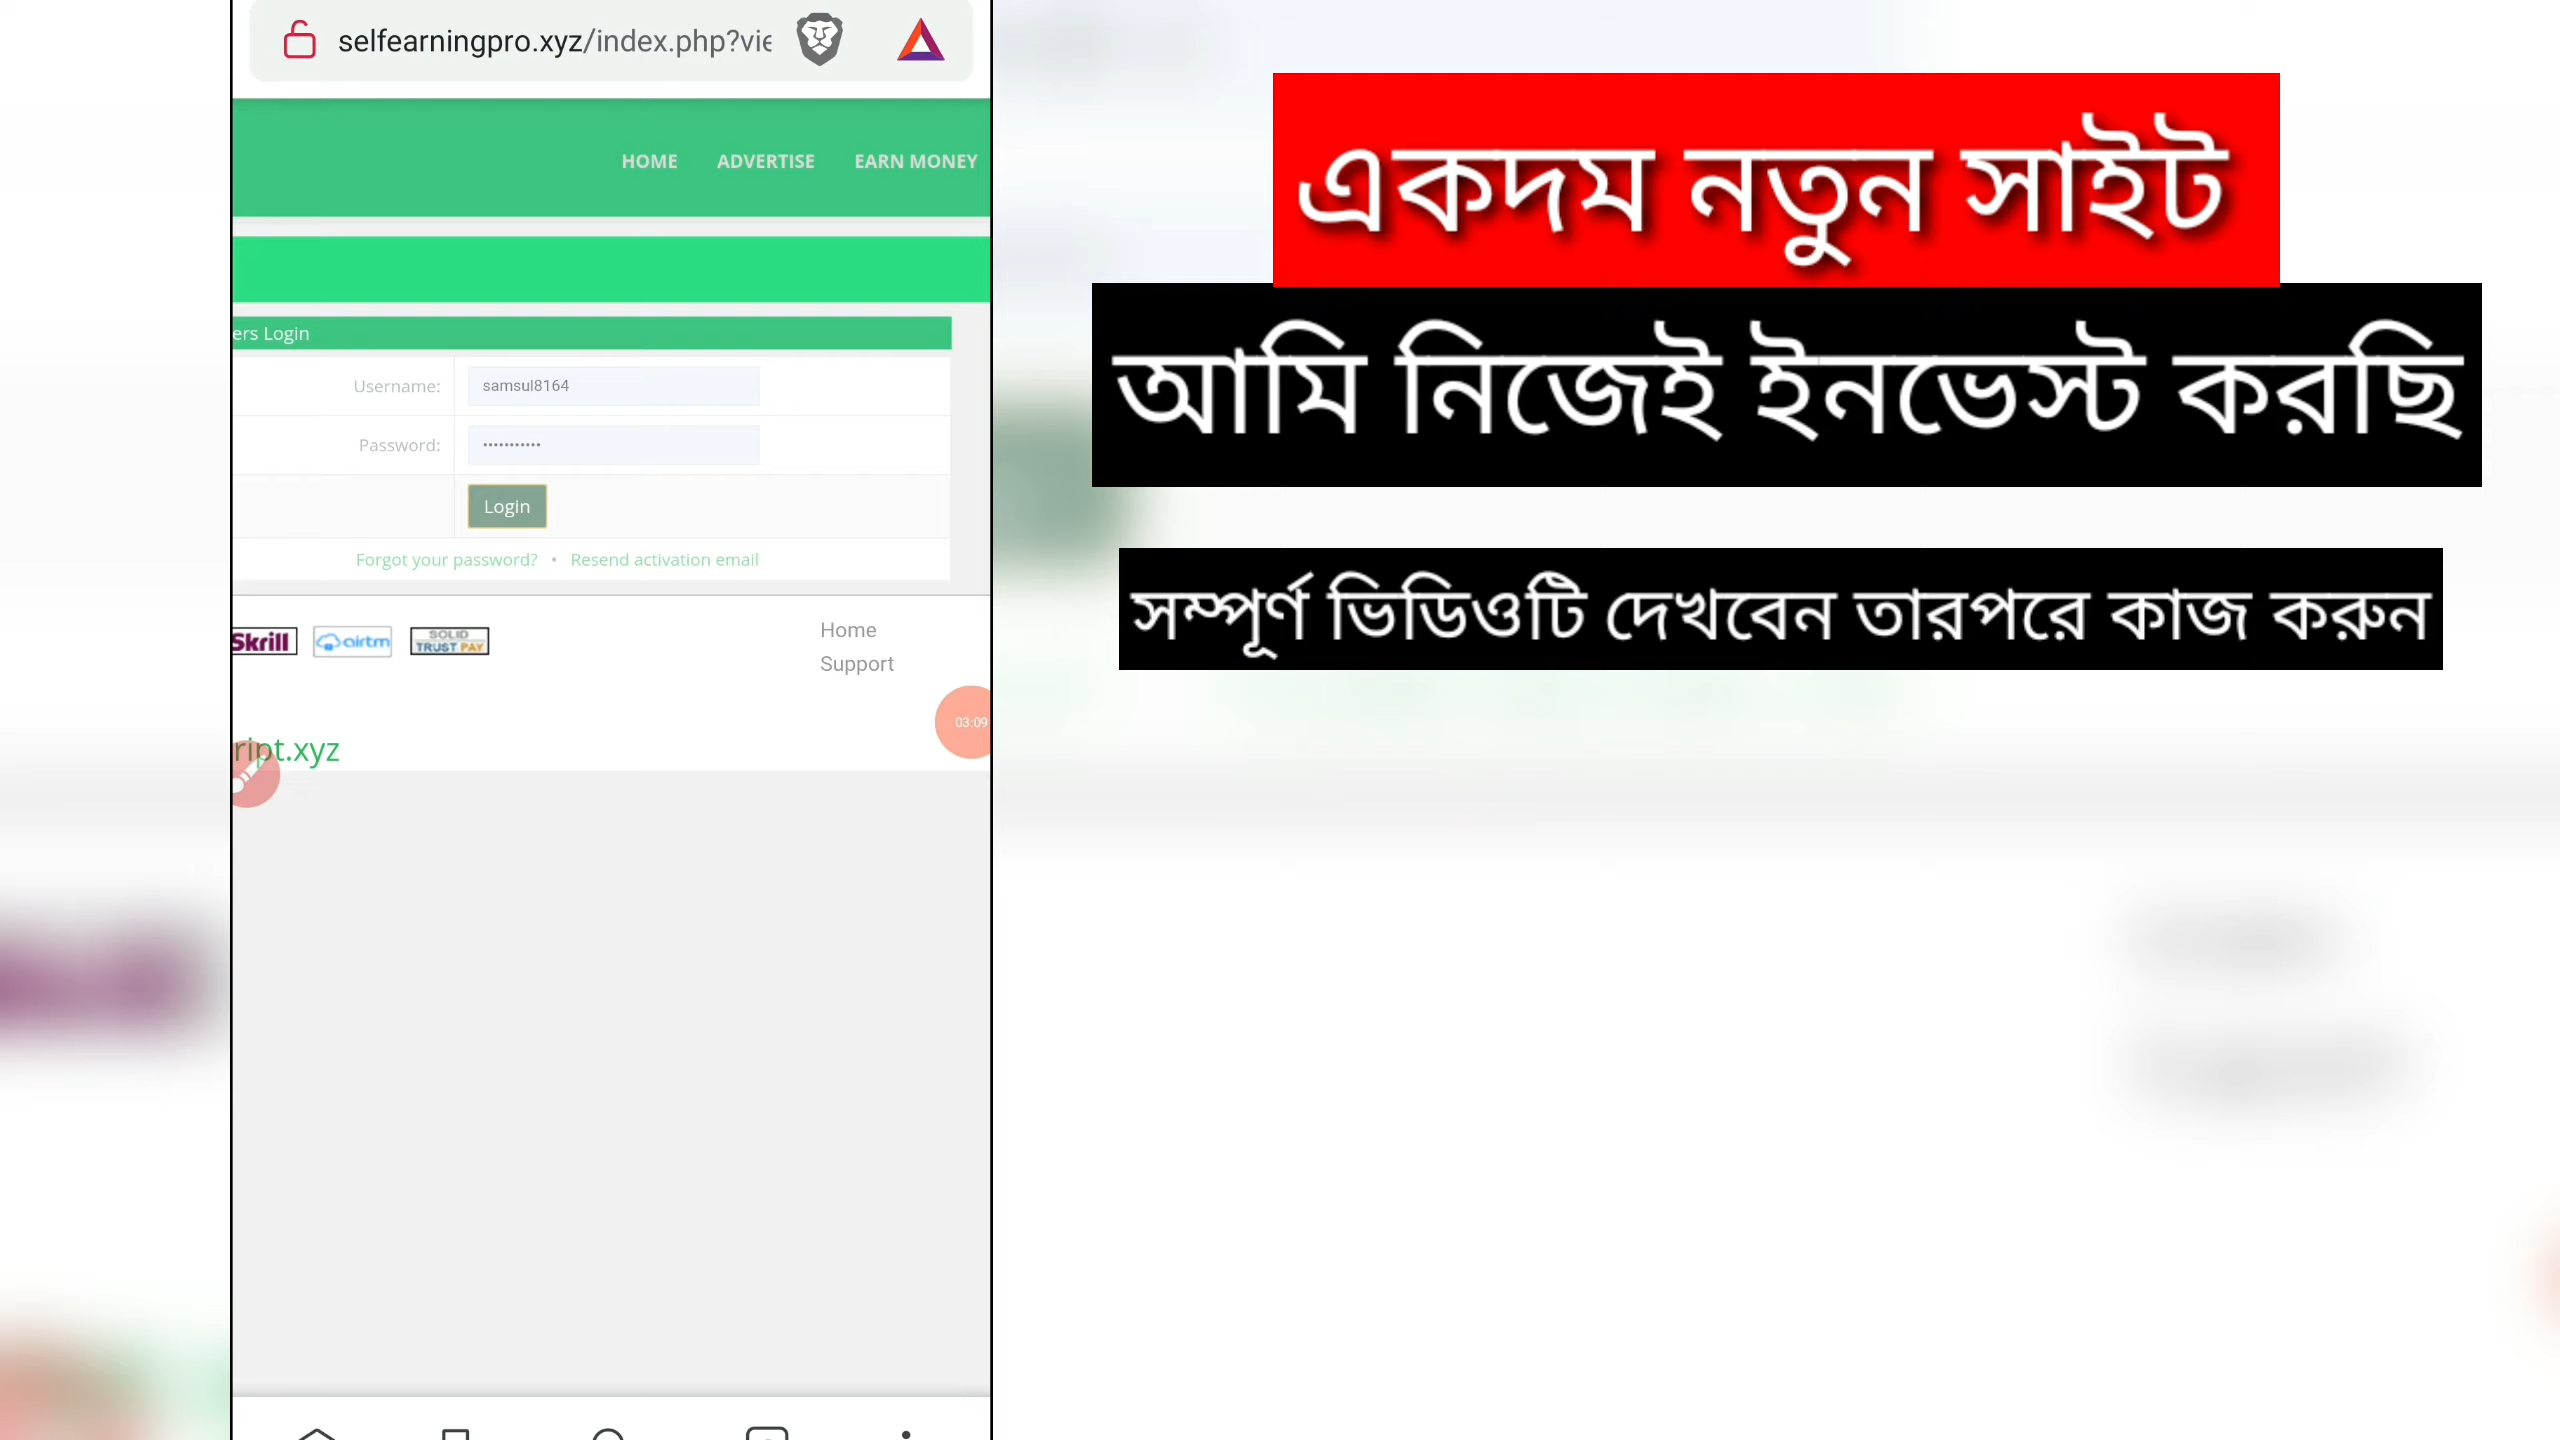 selfearningpro.xyz/index.php?vie
HOME ADVERTISE EARN MONEY
ers Login
Username: samsul8164
Password: •••••••••••
Login
Forgot your password? • Resend activation email
Skrill airtm SOLID TRUST PAY
Home
Support
03:09
ript.xyz
একদম নতুন সাইট
আমি নিজেই ইনভেস্ট করছি
সম্পূর্ণ ভিডিওটি দেখবেন তারপরে কাজ করুন